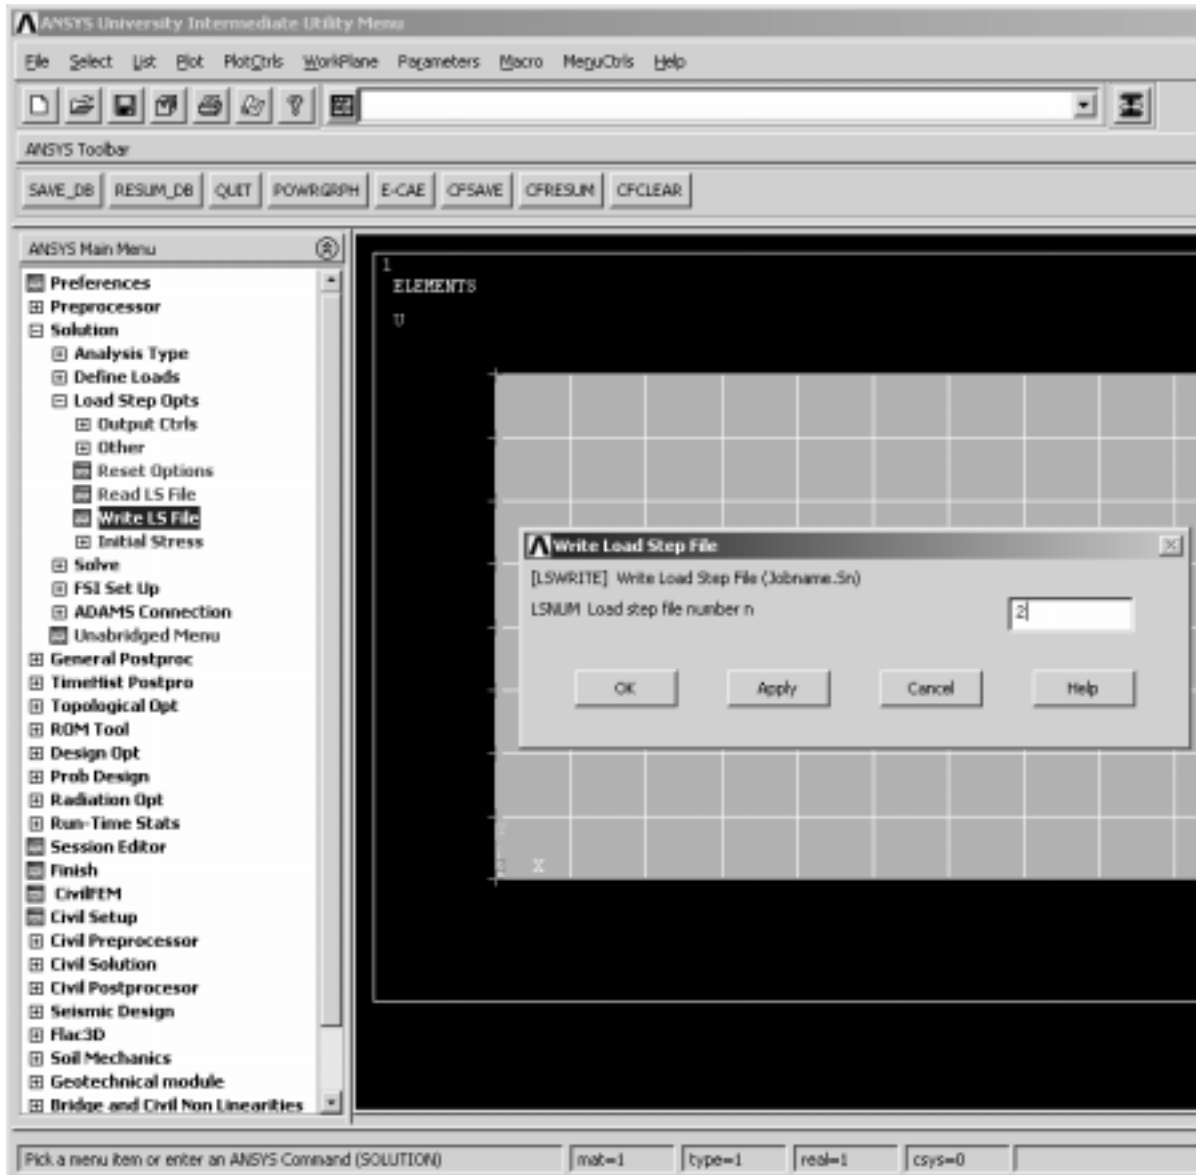 ANSYS University Intermediate Utility Menu
File Select List Plot PlotCtrls WorkPlane Parameters Macro MenuCtrls Help
ANSYS Toolbar
SAVE_DB RESUM_DB QUIT POWRGRPH E-CAE CFSAVE CFRESUM CFCLEAR
ANSYS Main Menu
Preferences
Preprocessor
Solution
Analysis Type
Define Loads
Load Step Opts
Output Ctrls
Other
Reset Options
Read LS File
Write LS File
Initial Stress
Solve
FSI Set Up
ADAMS Connection
Unabridged Menu
General Postproc
TimeHist Postpro
Topological Opt
ROM Tool
Design Opt
Prob Design
Radiation Opt
Run-Time Stats
Session Editor
Finish
CivilFEM
Civil Setup
Civil Preprocessor
Civil Solution
Civil Postprocesor
Seismic Design
Flac3D
Soil Mechanics
Geotechnical module
Bridge and Civil Non Linearities
1
ELEMENTS
U
Write Load Step File
[LSWRITE] Write Load Step File (Jobname.Sn)
LSNUM Load step file number n 2
OK Apply Cancel Help
X
Pick a menu item or enter an ANSYS Command (SOLUTION) mat=1 type=1 real=1 csys=0